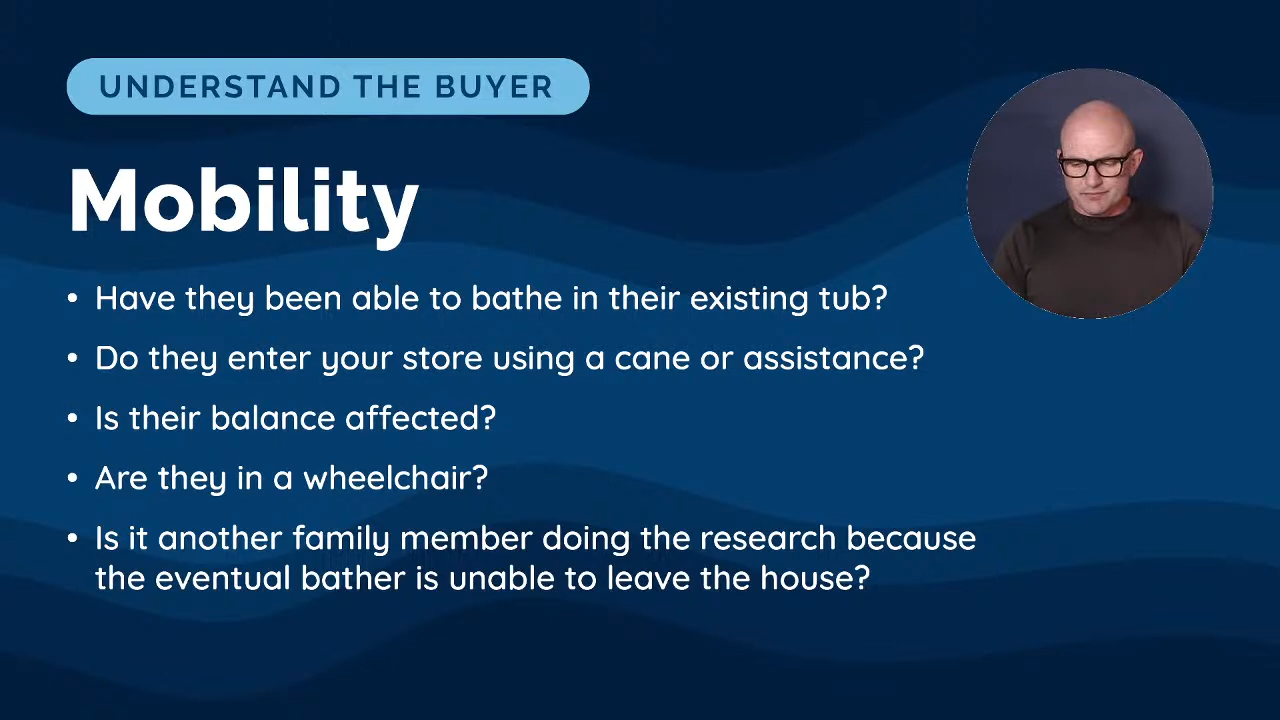 UNDERSTAND THE BUYER
Mobility
• Have they been able to bathe in their existing tub?
• Do they enter your store using a cane or assistance?
• Is their balance affected?
• Are they in a wheelchair?
• Is it another family member doing the research because
the eventual bather is unable to leave the house?